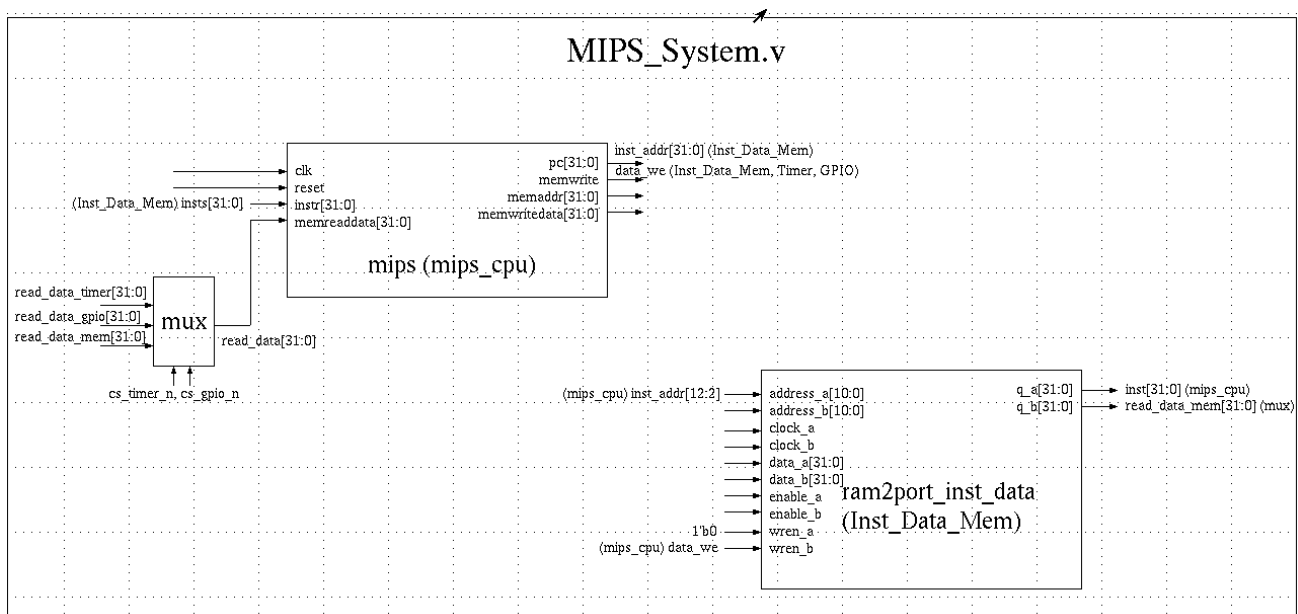 MIPS_System.v
inst_addr[31:0] (Inst_Data_Mem)
pc[31:0]
data_we (Inst_Data_Mem, Timer, GPIO)
clk
memwrite
reset
memaddr[31:0]
(Inst_Data_Mem) insts[31:0]
instr[31:0]
memwritedata[31:0]
memreaddata[31:0]
mips (mips_cpu)
read_data_timer[31:0]
read_data_gpio[31:0]
mux
read_data_mem[31:0]
read_data[31:0]
cs_timer_n, cs_gpio_n
(mips_cpu) inst_addr[12:2]
address_a[10:0]
q_a[31:0]
inst[31:0] (mips_cpu)
address_b[10:0]
q_b[31:0]
read_data_mem[31:0] (mux)
clock_a
clock_b
data_a[31:0]
data_b[31:0]
enable_a
ram2port_inst_data
enable_b
(Inst_Data_Mem)
1'b0
wren_a
(mips_cpu) data_we
wren_b